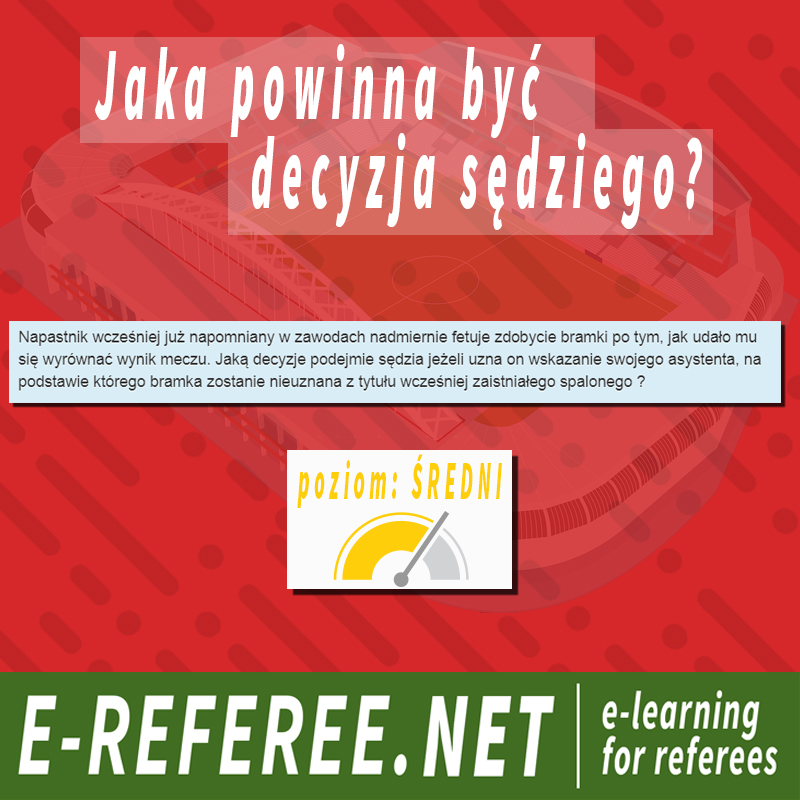 Jaka powinna być
decyzja sędziego?
Napastnik wcześniej już napomniany w zawodach nadmiernie fetuje zdobycie bramki po tym, jak udało mu
się wyrównać wynik meczu. Jaką decyzje podejmie sędzia jeżeli uzna on wskazanie swojego asystenta, na
podstawie którego bramka zostanie nieuznana z tytułu wcześniej zaistniałego spalonego ?
poziom: ŚREDNI
E-REFEREE.NET
e-learning
for referees